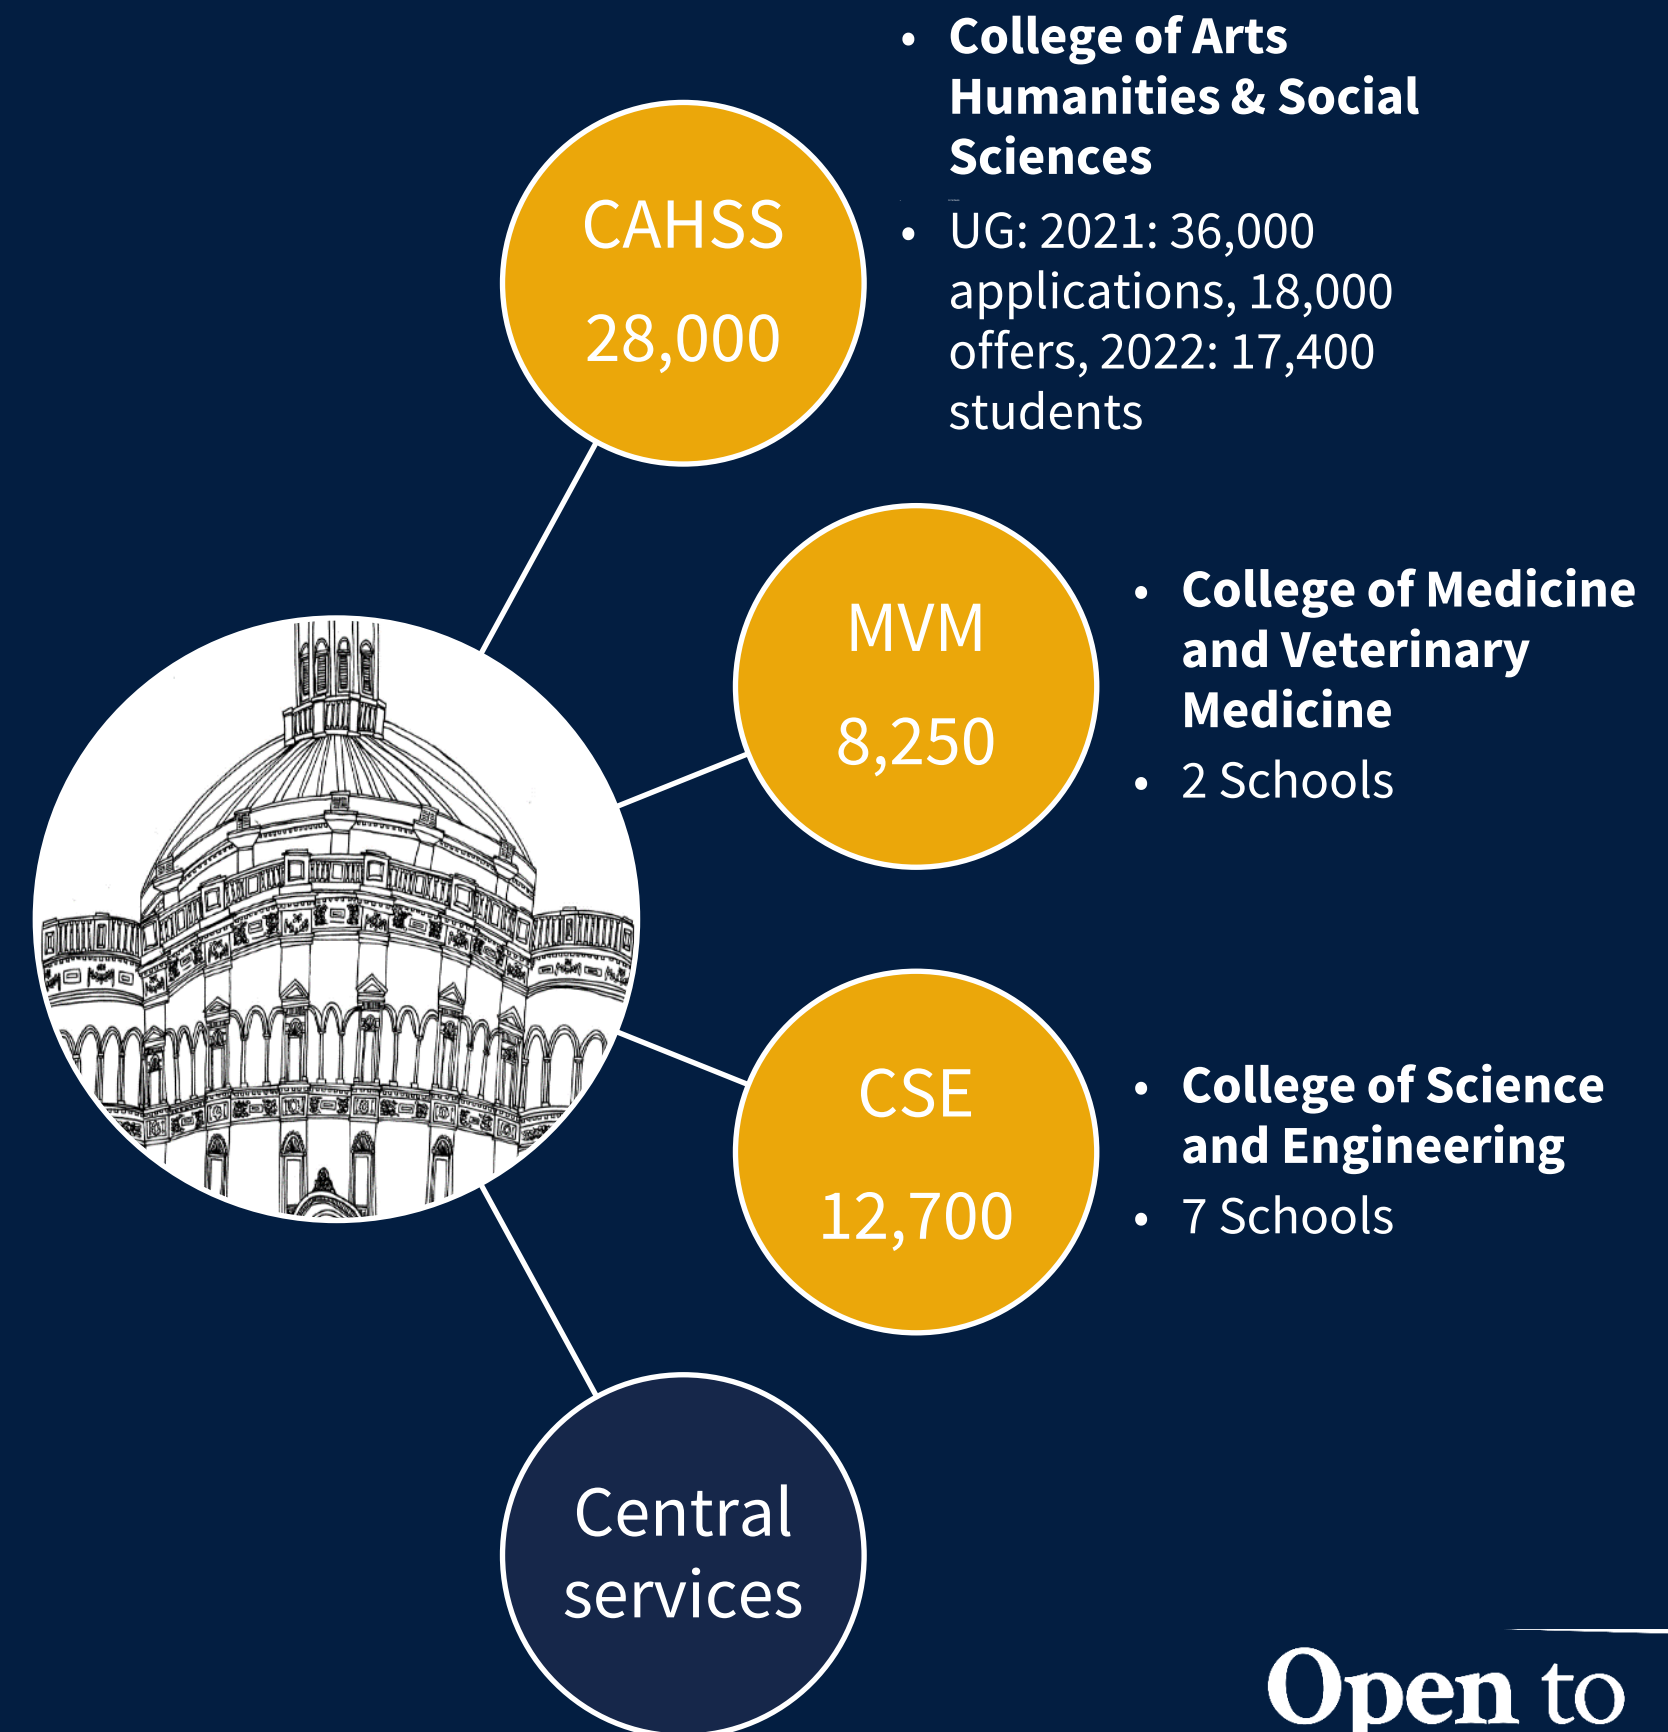 • College of Arts
Humanities & Social
Sciences
• UG: 2021: 36,000
applications, 18,000
offers, 2022: 17,400
students
CAHSS
28,000
MVM
8,250
• College of Medicine
and Veterinary
Medicine
• 2 Schools
CSE
12,700
• College of Science
and Engineering
• 7 Schools
Central
services
Open to